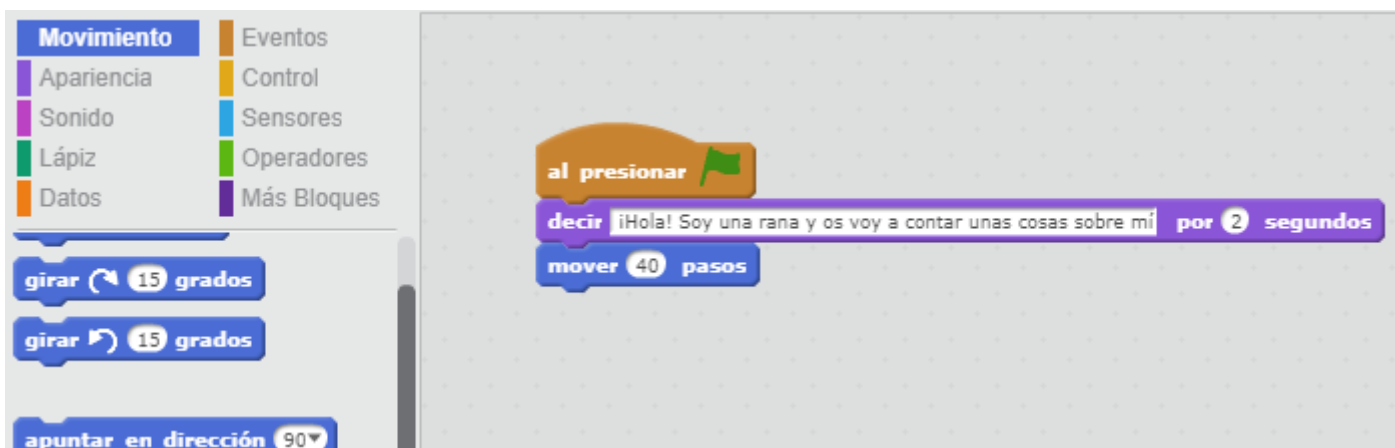 Movimiento
Eventos
Apariencia
Control
Sonido
Sensores
Lápiz
Operadores
Datos
Más Bloques
girar 15 grados
girar 15 grados
apuntar en dirección 90
al presionar
decir ¡Hola! Soy una rana y os voy a contar unas cosas sobre mí por 2 segundos
mover 40 pasos